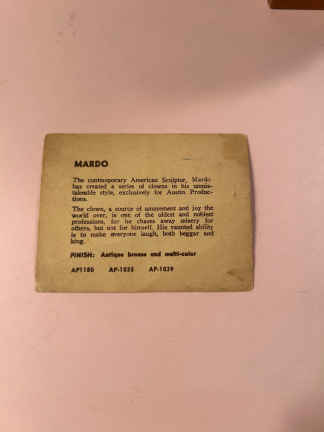 MARDO
The contemporary American Sculptor, Mardo
has created a series of clowns in his unmis-
takeable style, exclusively for Austin Produc-
tions.
The clown, a source of amusement and joy the
world over, is one of the oldest and noblest
professions, for he chases away misery for
others, but not for himself. His vaunted ability
is to make everyone laugh, both beggar and
king.
FINISH: Antique bronze and multi-color
AP1180 AP-1035 AP-1039